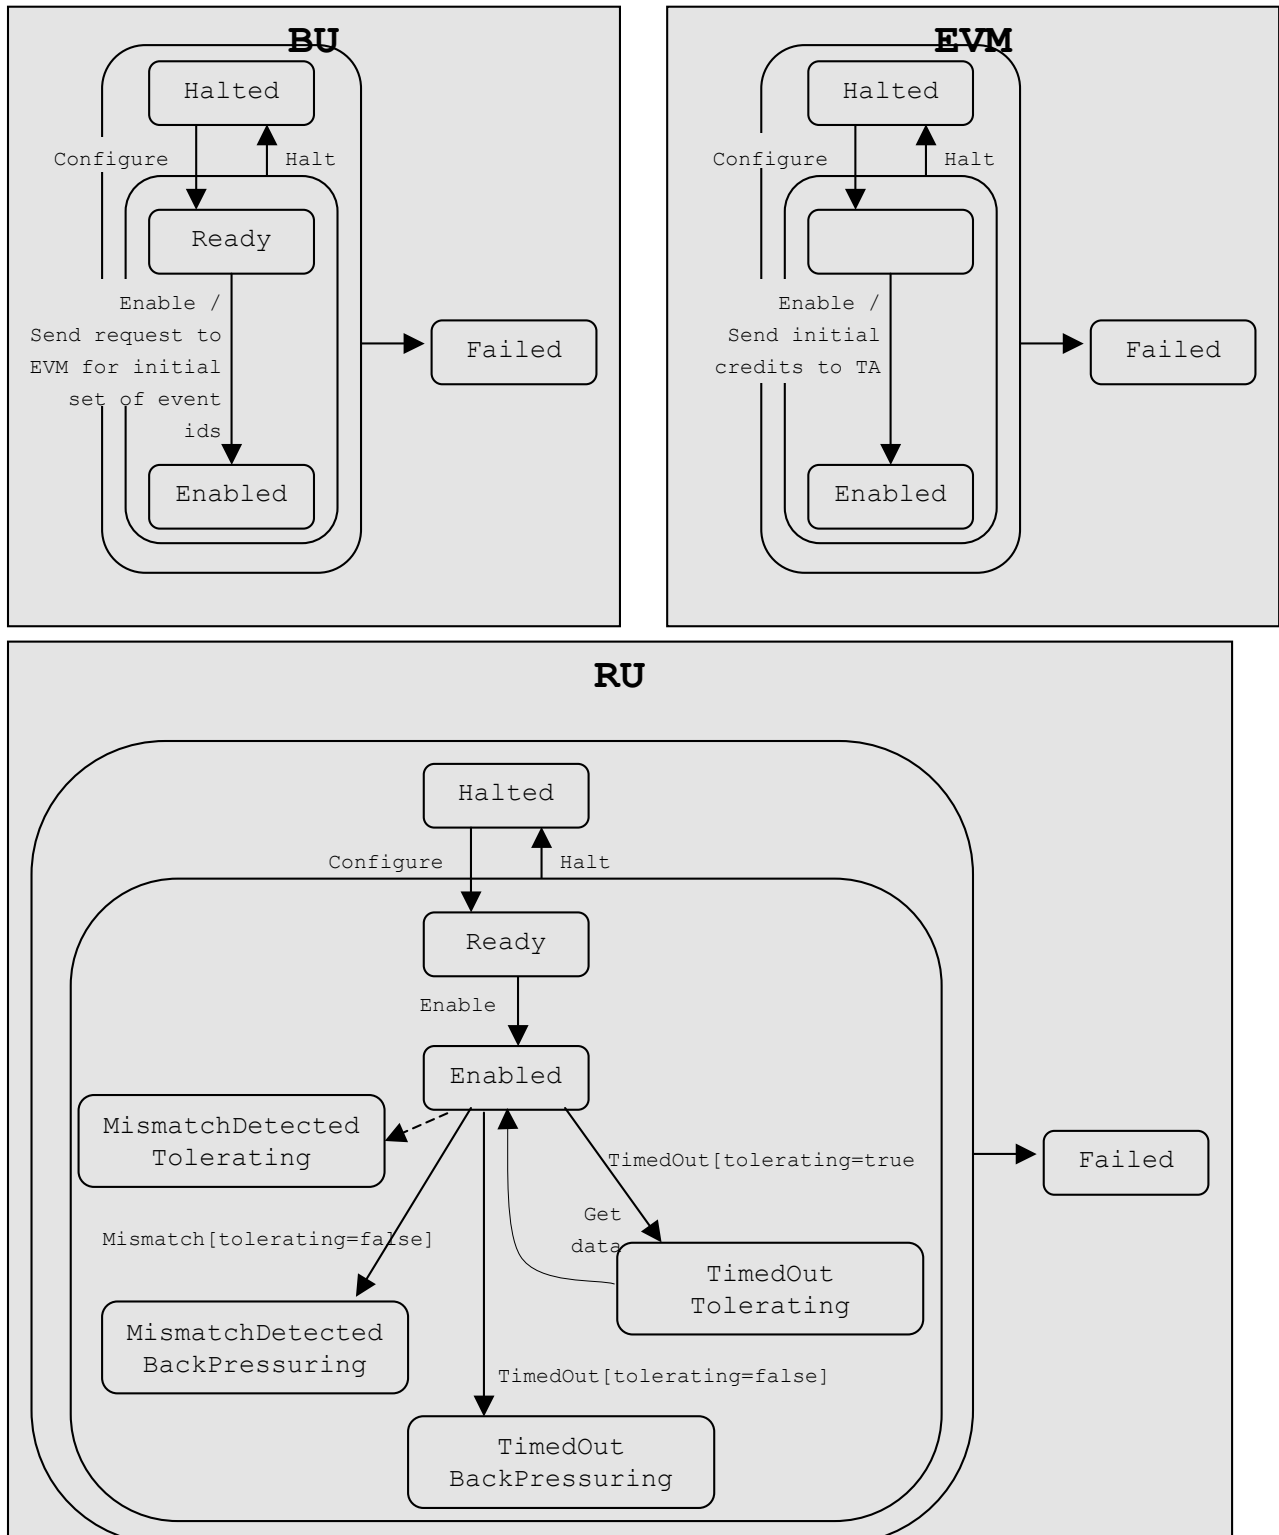 BU
Halted
Configure
Halt
Ready
Enable /
Send request to
EVM for initial
set of event
ids
Failed
Enabled
EVM
Halted
Configure
Halt
Enable /
Send initial
credits to TA
Failed
Enabled
RU
Halted
Configure
Halt
Ready
Enable
Enabled
MismatchDetected
Tolerating
TimedOut[tolerating=true
Failed
Get
data
Mismatch[tolerating=false]
TimedOut
Tolerating
MismatchDetected
BackPressuring
TimedOut[tolerating=false]
TimedOut
BackPressuring